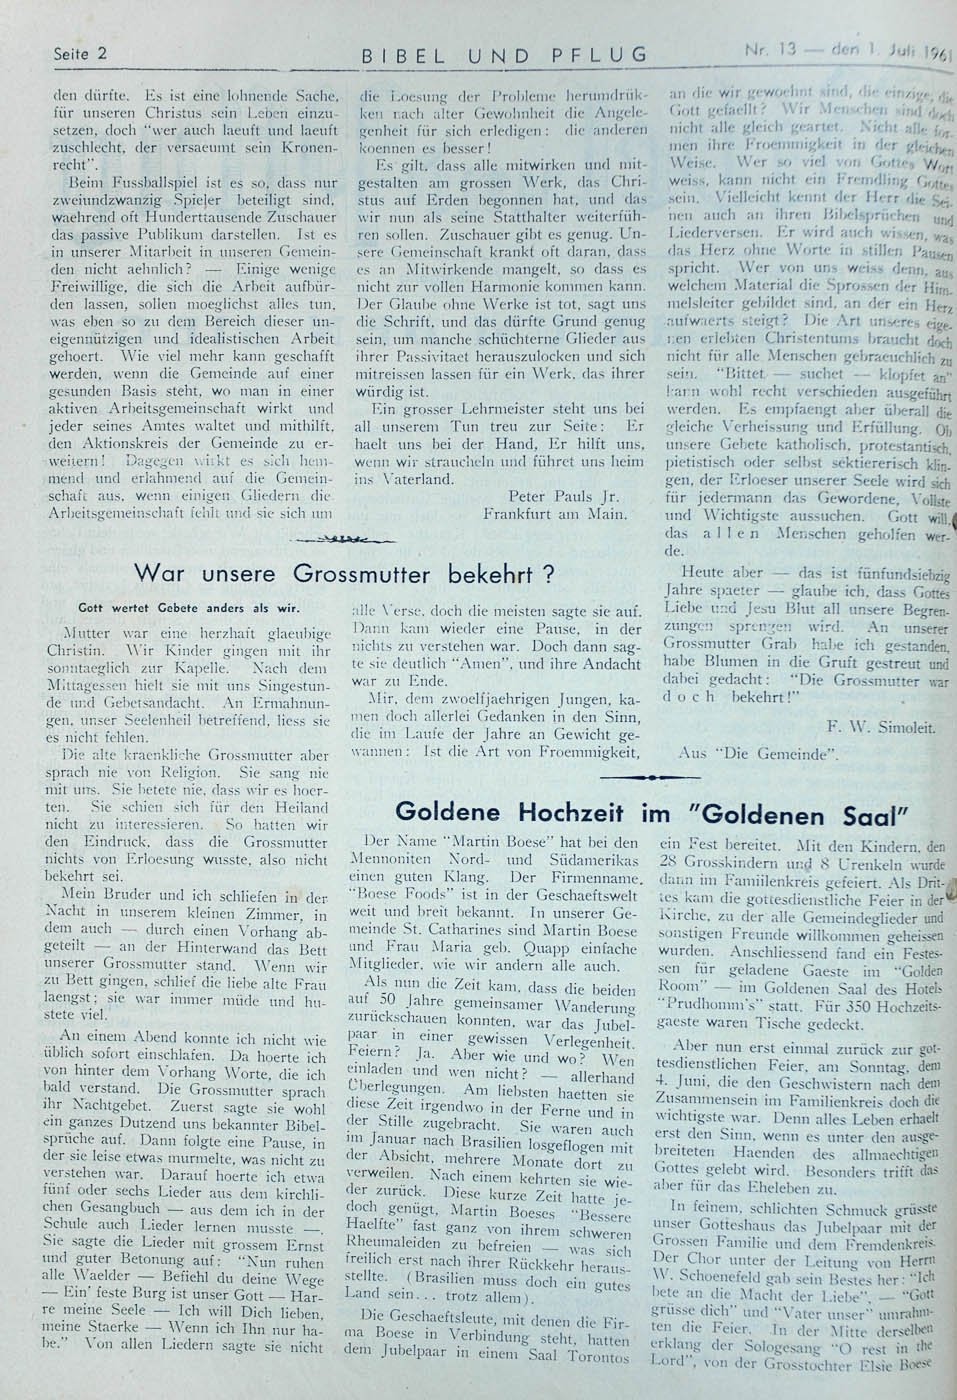 Seite 2
BIBEL UND PFLUG
Nr. 13 — den 1. Juli 1961
den dürfte. Es ist eine lohnende Sache,
für unseren Christus sein Leben einzu-
setzen, doch "wer auch laeuft und laeuft
zuschlecht, der versaeumt sein Kronen-
recht".
Beim Fussballspiel ist es so, dass nur
zweiundzwanzig Spieler beteiligt sind,
waehrend oft Hunderttausende Zuschauer
das passive Publikum darstellen. Ist es
in unserer Mitarbeit in unseren Gemein-
den nicht aehnlich? — Einige wenige
Freiwillige, die sich die Arbeit aufbür-
den lassen, sollen moeglichst alles tun,
was eben so zu dem Bereich dieser un-
eigennützigen und idealistischen Arbeit
gehoert. Wie viel mehr kann geschafft
werden, wenn die Gemeinde auf einer
gesunden Basis steht, wo man in einer
aktiven Arbeitsgemeinschaft wirkt und
jeder seines Amtes waltet und mithilft,
den Aktionskreis der Gemeinde zu er-
weitern! Dagegen wirkt es sich hem-
mend und erlahmend auf die Gemein-
schaft aus, wenn einigen Gliedern die
Arbeitsgemeinschaft fehlt und sie sich um
die Loesung der Probleme herumdrük-
ken nach alter Gewohnheit die Angele-
genheit für sich erledigen: die anderen
koennen es besser!
Es gilt, dass alle mitwirken und mit-
gestalten am grossen Werk, das Chri-
stus auf Erden begonnen hat, und das
wir nun als seine Statthalter weiterfüh-
ren sollen. Zuschauer gibt es genug. Un-
sere Gemeinschaft krankt oft daran, dass
es an Mitwirkende mangelt, so dass es
nicht zur vollen Harmonie kommen kann.
Der Glaube ohne Werke ist tot, sagt uns
die Schrift, und das dürfte Grund genug
sein, um manche schüchterne Glieder aus
ihrer Passivitaet herauszulocken und sich
mitreissen lassen für ein Werk, das ihrer
würdig ist.
Ein grosser Lehrmeister steht uns bei
all unserem Tun treu zur Seite: Er
haelt uns bei der Hand, Er hilft uns,
wenn wir straucheln und führet uns heim
ins Vaterland.
Peter Pauls Jr.
Frankfurt am Main.
War unsere Grossmutter bekehrt ?
Gott wertet Gebete anders als wir.
Mutter war eine herzhaft glaeubige
Christin. Wir Kinder gingen mit ihr
sonntaeglich zur Kapelle. Nach dem
Mittagessen hielt sie mit uns Singestun-
de und Gebetsandacht. An Ermahnun-
gen, unser Seelenheil betreffend, liess sie
es nicht fehlen.
Die alte kraenkliche Grossmutter aber
sprach nie von Religion. Sie sang nie
mit uns. Sie betete nie, dass wir es hoer-
ten. Sie schien sich für den Heiland
nicht zu interessieren. So hatten wir
den Eindruck, dass die Grossmutter
nichts von Erloesung wusste, also nicht
bekehrt sei.
Mein Bruder und ich schliefen in der
Nacht in unserem kleinen Zimmer, in
dem auch — durch einen Vorhang ab-
geteilt — an der Hinterwand das Bett
unserer Grossmutter stand. Wenn wir
zu Bett gingen, schlief die liebe alte Frau
laengst; sie war immer müde und hu-
stete viel.
An einem Abend konnte ich nicht wie
üblich sofort einschlafen. Da hoerte ich
von hinter dem Vorhang Worte, die ich
bald verstand. Die Grossmutter sprach
ihr Nachtgebet. Zuerst sagte sie wohl
ein ganzes Dutzend uns bekannter Bibel-
sprüche auf. Dann folgte eine Pause, in
der sie leise etwas murmelte, was nicht zu
verstehen war. Darauf hoerte ich etwa
fünf oder sechs Lieder aus dem kirchli-
chen Gesangbuch — aus dem ich in der
Schule auch Lieder lernen musste —.
Sie sagte die Lieder mit grossem Ernst
und guter Betonung auf: "Nun ruhen
alle Waelder — Befiehl du deine Wege
— Ein' feste Burg ist unser Gott — Har-
re meine Seele — Ich will Dich lieben,
meine Staerke — Wenn ich Ihn nur ha-
be." Von allen Liedern sagte sie nicht
alle Verse, doch die meisten sagte sie auf.
Dann kam wieder eine Pause, in der
nichts zu verstehen war. Doch dann sag-
te sie deutlich "Amen", und ihre Andacht
war zu Ende.
Mir, dem zwoelfjaehrigen Jungen, ka-
men doch allerlei Gedanken in den Sinn,
die im Laufe der Jahre an Gewicht ge-
wannen: Ist die Art von Froemmigkeit,
an die wir gewoehnt sind, die einzige, die
Gott gefaellt? Wir Menschen sind doch
nicht alle gleich geartet. Nicht alle for-
men ihre Froemmigkeit in der gleichen
Weise. Wer so viel von Gottes Wort
weiss, kann nicht ein Fremdling Gottes
sein. Vielleicht kennt der Herr die Sei-
nen auch an ihren Bibelsprüchen und
Liederversen. Er wird auch wissen, was
das Herz ohne Worte in stillen Pausen
spricht. Wer von uns weiss denn, aus
welchem Material die Sprossen der Him-
melsleiter gebildet sind, an der ein Herz
aufwaerts steigt? Die Art unseres eige-
nen erlebten Christentums braucht doch
nicht für alle Menschen gebraeuchlich zu
sein. "Bittet — suchet — klopfet an"
kann wohl recht verschieden ausgeführt
werden. Es empfaengt aber überall die
gleiche Verheissung und Erfüllung. Ob
unsere Gebete katholisch, protestantisch,
pietistisch oder selbst sektiererisch klin-
gen, der Erloeser unserer Seele wird sich
für jedermann das Gewordene, Vollste
und Wichtigste aussuchen. Gott will,
das allen Menschen geholfen wer-
de.
Heute aber — das ist fünfundsiebzig
Jahre spaeter — glaube ich, dass Gottes
Liebe und Jesu Blut all unsere Begren-
zungen sprengen wird. An unserer
Grossmutter Grab habe ich gestanden,
habe Blumen in die Gruft gestreut und
dabei gedacht: "Die Grossmutter war
doch bekehrt!"
F. W. Simoleit.
Aus "Die Gemeinde".
Goldene Hochzeit im "Goldenen Saal"
Der Name "Martin Boese" hat bei den
Mennoniten Nord- und Südamerikas
einen guten Klang. Der Firmenname,
"Boese Foods" ist in der Geschaeftswelt
weit und breit bekannt. In unserer Ge-
meinde St. Catharines sind Martin Boese
und Frau Maria geb. Quapp einfache
Mitglieder, wie wir andern alle auch.
Als nun die Zeit kam, dass die beiden
auf 50 Jahre gemeinsamer Wanderung
zurückschauen konnten, war das Jubel-
paar in einer gewissen Verlegenheit.
Feiern? Ja. Aber wie und wo? Wen
einladen und wen nicht? — allerhand
Überlegungen. Am liebsten haetten sie
diese Zeit irgendwo in der Ferne und in
der Stille zugebracht. Sie waren auch
im Januar nach Brasilien losgeflogen mit
der Absicht, mehrere Monate dort zu
verweilen. Nach einem kehrten sie wie-
der zurück. Diese kurze Zeit hatte je-
doch genügt, Martin Boeses "Bessere
Haelfte" fast ganz von ihrem schweren
Rheumaleiden zu befreien — was sich
freilich erst nach ihrer Rückkehr heraus-
stellte. (Brasilien muss doch ein gutes
Land sein... trotz allem).
Die Geschaeftsleute, mit denen die Fir-
ma Boese in Verbindung steht, hatten
dem Jubelpaar in einem Saal Torontos
ein Fest bereitet. Mit den Kindern, den
28 Grosskindern und 8 Urenkeln wurde
dann im Famiilenkreis gefeiert. Als Drit-
tes kam die gottesdienstliche Feier in der
Kirche, zu der alle Gemeindeglieder und
sonstigen Freunde willkommen geheissen
wurden. Anschliessend fand ein Festes-
sen für geladene Gaeste im "Golden
Room" — im Goldenen Saal des Hotels
"Prudhomm's" statt. Für 350 Hochzeits-
gaeste waren Tische gedeckt.
Aber nun erst einmal zurück zur got-
tesdienstlichen Feier, am Sonntag, dem
4. Juni, die den Geschwistern nach dem
Zusammensein im Familienkreis doch die
wichtigste war. Denn alles Leben erhaelt
erst den Sinn, wenn es unter den ausge-
breiteten Haenden des allmaechtigen
Gottes gelebt wird. Besonders trifft das
aber für das Eheleben zu.
In feinem, schlichten Schmuck grüsste
unser Gotteshaus das Jubelpaar mit der
Grossen Familie und dem Fremdenkreis.
Der Chor unter der Leitung von Herrn
W. Schoenefeld gab sein Bestes her: "Ich
bete an die Macht der Liebe", — "Gott
grüsse dich" und "Vater unser" umrahm-
ten die Feier. In der Mitte derselben
erklang der Sologesang "O rest in the
Lord", von der Grosstochter Elsie Boese